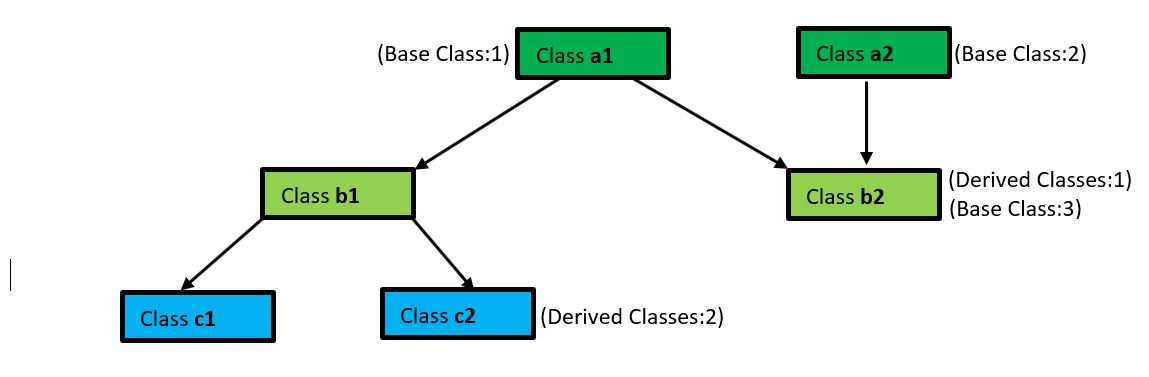 (Base Class:1)
Class a1
Class a2
(Base Class:2)
Class b1
Class b2
(Derived Classes:1)
(Base Class:3)
Class c1
Class c2
(Derived Classes:2)